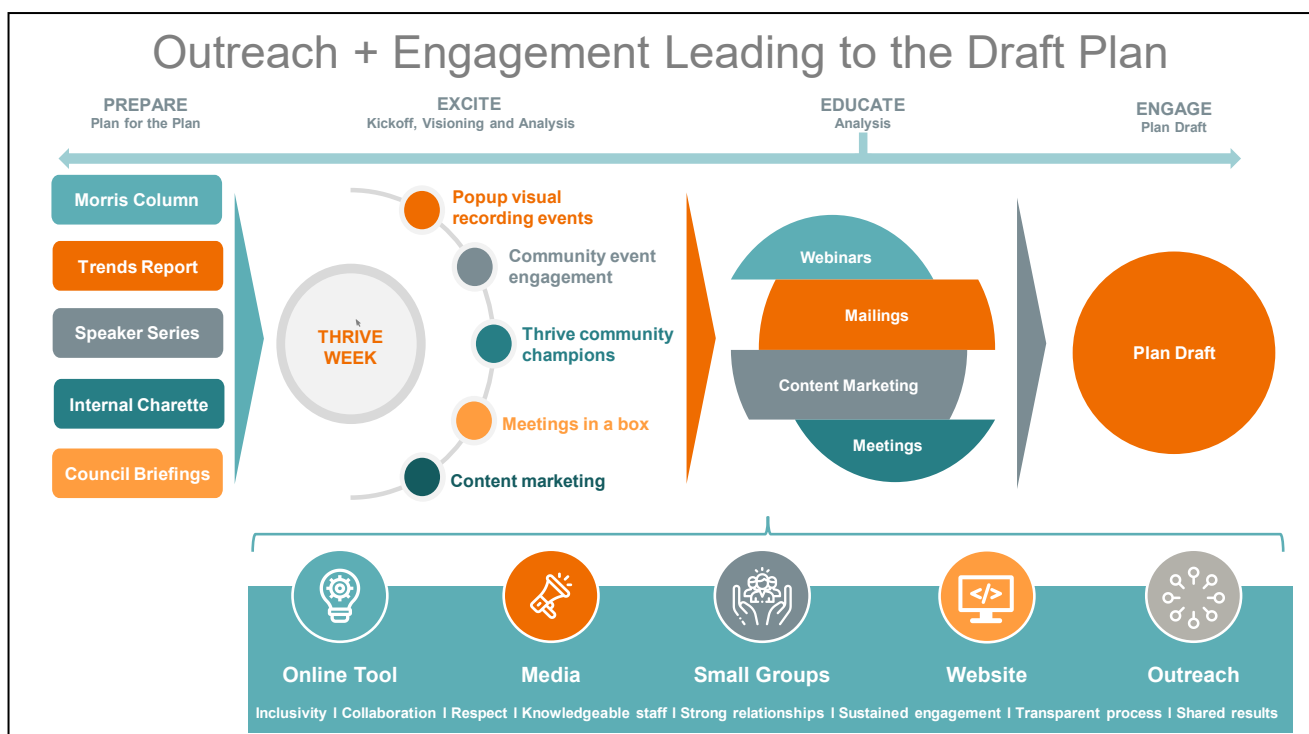 Outreach + Engagement Leading to the Draft Plan
PREPARE
Plan for the Plan
EXCITE
Kickoff, Visioning and Analysis
EDUCATE
Analysis
ENGAGE
Plan Draft
Morris Column
Trends Report
Speaker Series
Internal Charette
Council Briefings
THRIVE
WEEK
Popup visual
recording events
Community event
engagement
Thrive community
champions
Meetings in a box
Content marketing
Webinars
Mailings
Content Marketing
Meetings
Plan Draft
</>
Online Tool
Media
Small Groups
Website
Outreach
Inclusivity I Collaboration I Respect I Knowledgeable staff I Strong relationships I Sustained engagement I Transparent process I Shared results